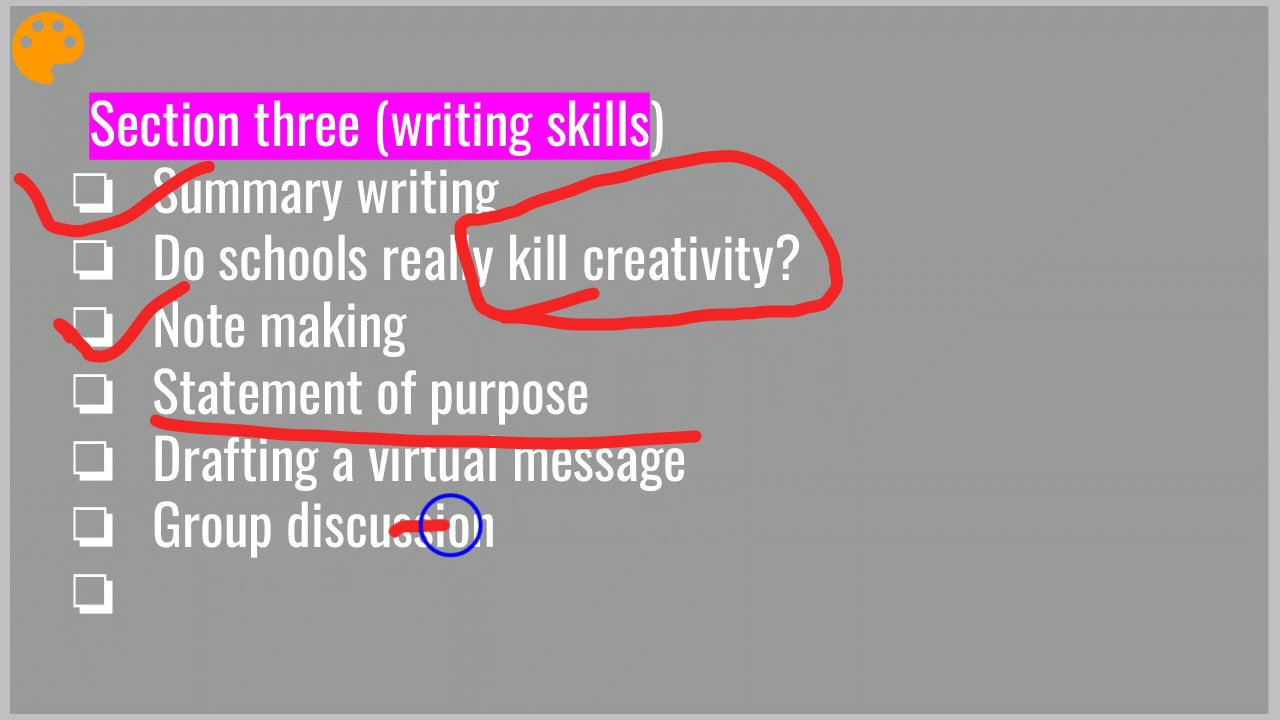 Section three (writing skills)
Summary writing
Do schools really kill creativity?
Note making
Statement of purpose
Drafting a virtual message
Group discussion